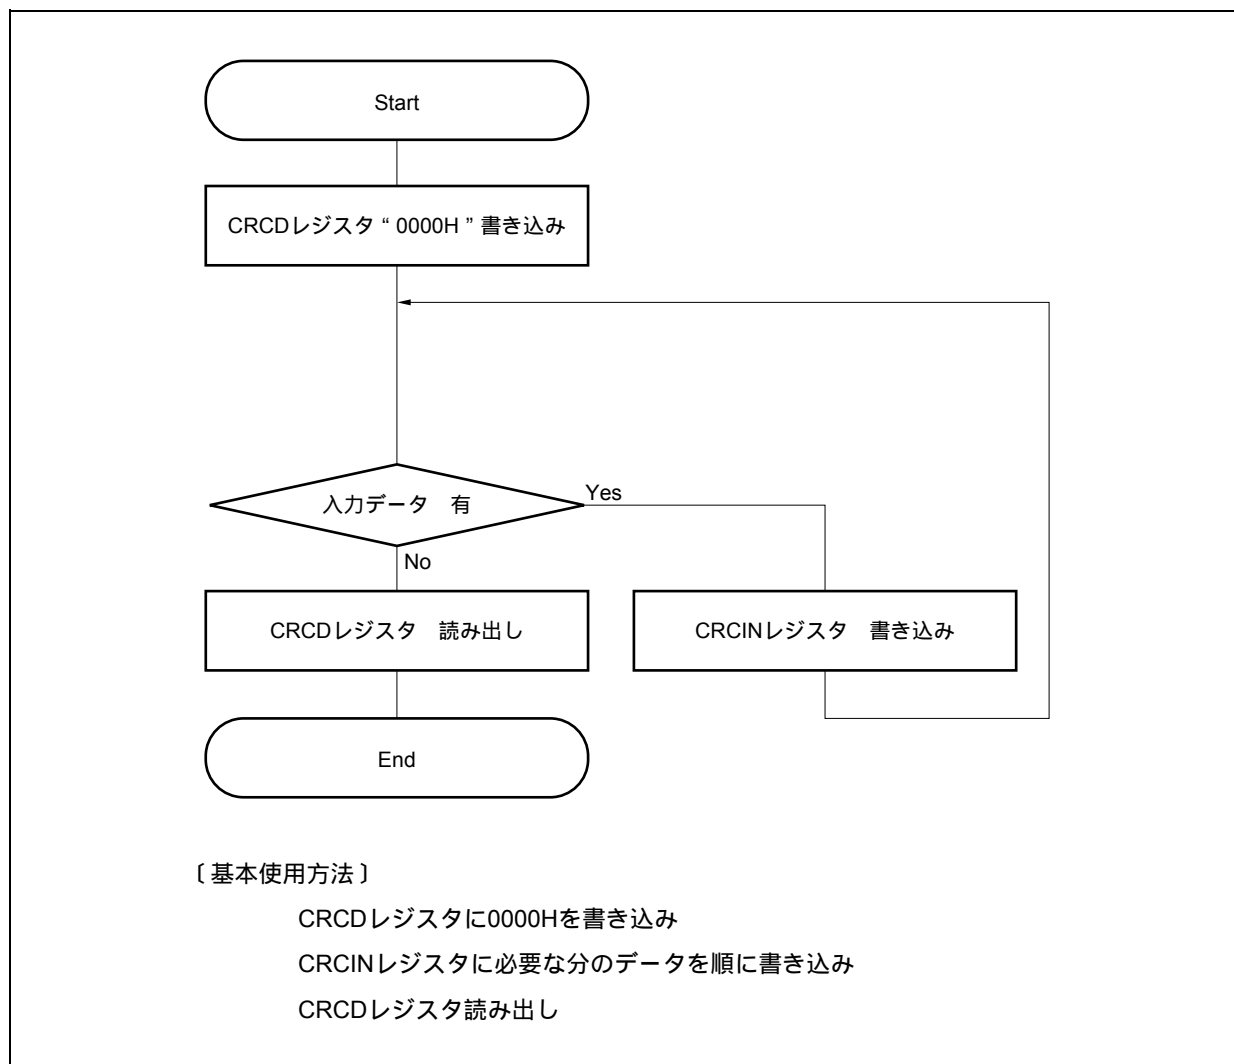 Start
CRCDレジスタ“0000H”書き込み
入力データ　有
Yes
No
CRCDレジスタ　読み出し
CRCINレジスタ　書き込み
End
〔基本使用方法〕
CRCDレジスタに0000Hを書き込み
CRCINレジスタに必要な分のデータを順に書き込み
CRCDレジスタ読み出し